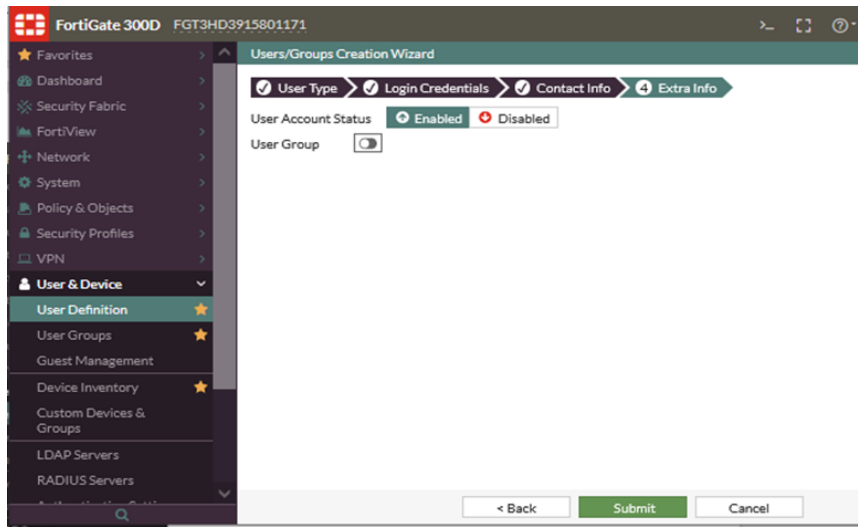 FortiGate 300D FGT3HD3915801171
>_
Favorites
Dashboard
Security Fabric
FortiView
Network
System
Policy & Objects
Security Profiles
VPN
User & Device
User Definition
User Groups
Guest Management
Device Inventory
Custom Devices &
Groups
LDAP Servers
RADIUS Servers
Users/Groups Creation Wizard
User Type Login Credentials Contact Info 4 Extra Info
User Account Status Enabled Disabled
User Group
< Back Submit Cancel